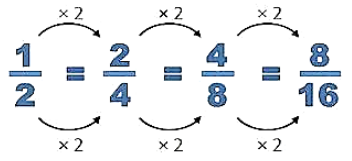 × 2 × 2 × 2
1/2 = 2/4 = 4/8 = 8/16
× 2 × 2 × 2